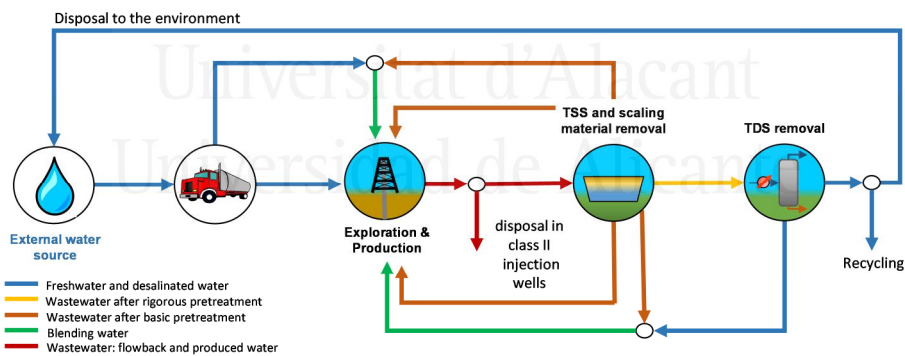 Disposal to the environment
Universitat d'Alacant
Universidad de Alicante
TSS and scaling
material removal
TDS removal
External water
source
Exploration &
Production
disposal in
class II
injection
wells
Recycling
Freshwater and desalinated water
Wastewater after rigorous pretreatment
Wastewater after basic pretreatment
Blending water
Wastewater: flowback and produced water